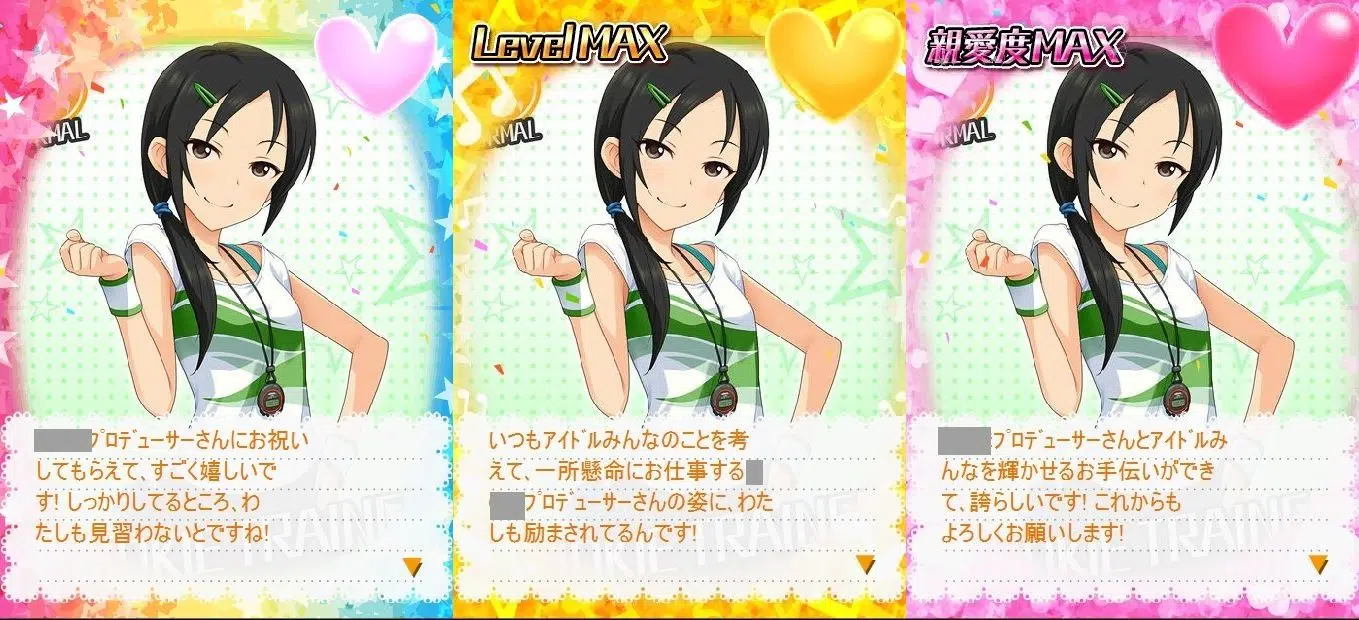 RMAL
プロデューサーさんにお祝い
してもらえて、すごく嬉しいで
す! しっかりしてるところ、わ
たしも見習わないとですね!
KIE TRAINE
Level MAX
RMAL
いつもアイドルみんなのことを考
えて、一所懸命にお仕事する
プロデューサーさんの姿に、わた
しも励まされてるんです!
KIE TRAINE
親愛度MAX
RMAL
プロデューサーさんとアイドルみ
んなを輝かせるお手伝いができ
て、誇らしいです! これからも
よろしくお願いします!
KIE TRAINE